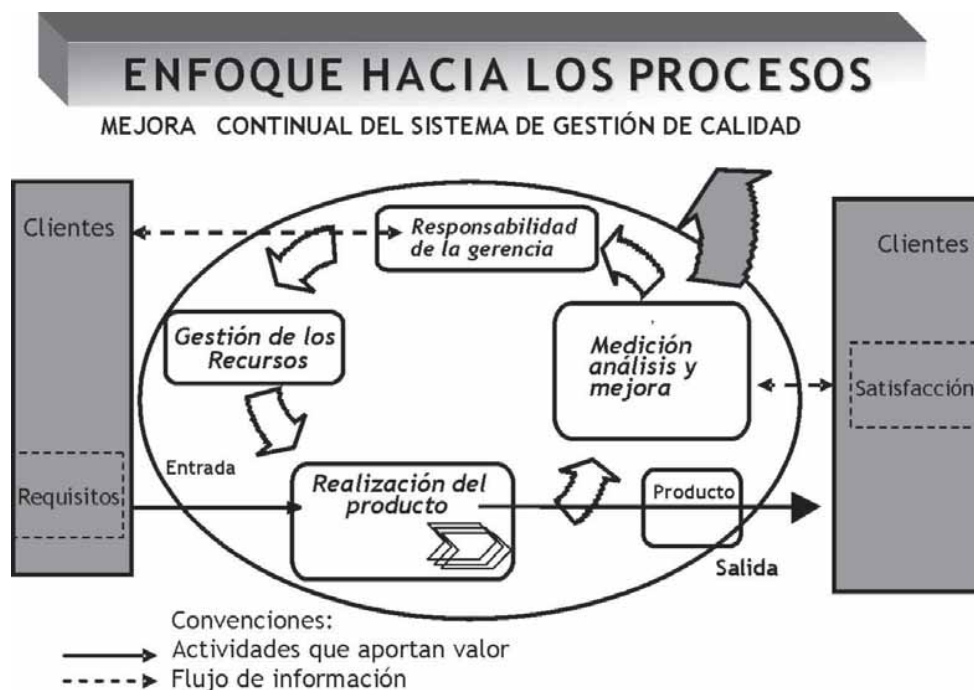 ENFOQUE HACIA LOS PROCESOS
MEJORA CONTINUAL DEL SISTEMA DE GESTIÓN DE CALIDAD
Clientes
Responsabilidad
de la gerencia
Clientes
Gestión de los
Recursos
Medición
análisis y
mejora
Satisfacción
Entrada
Requisitos
Realización del
producto
Producto
Salida
Convenciones:
Actividades que aportan valor
Flujo de información